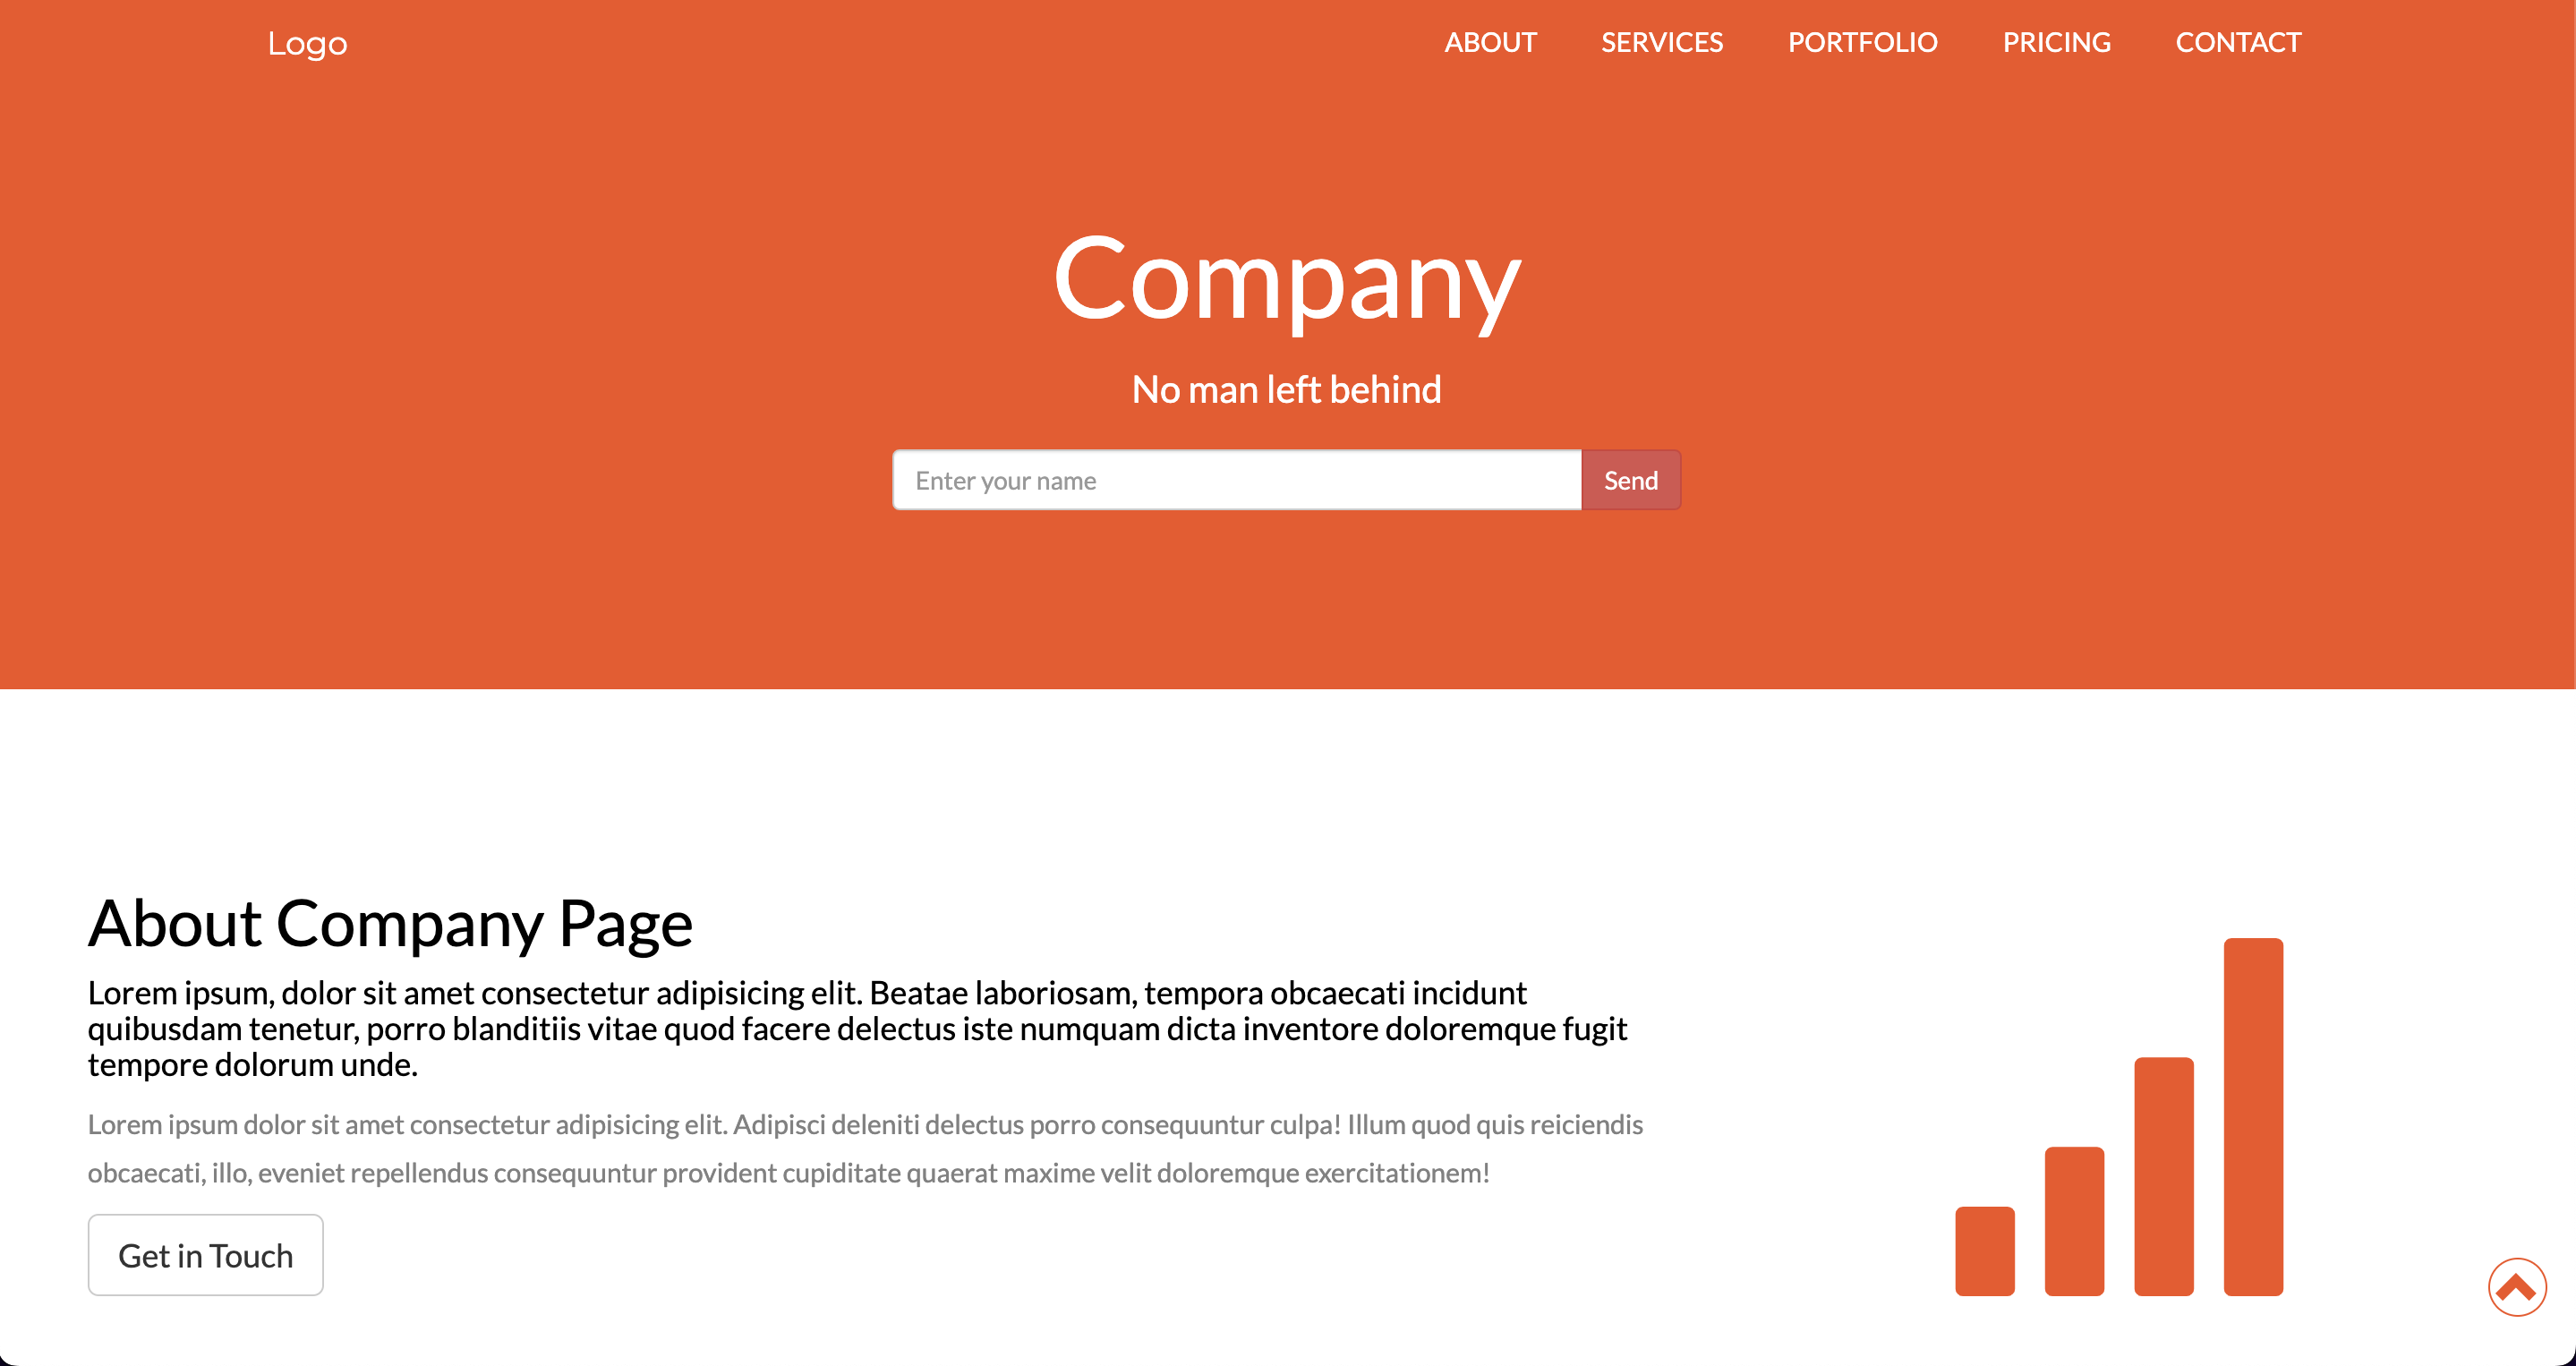 Logo
ABOUT SERVICES PORTFOLIO PRICING CONTACT
Company
No man left behind
Enter your name Send
About Company Page
Lorem ipsum, dolor sit amet consectetur adipisicing elit. Beatae laboriosam, tempora obcaecati incidunt
quibusdam tenetur, porro blanditiis vitae quod facere delectus iste numquam dicta inventore doloremque fugit
tempore dolorum unde.
Lorem ipsum dolor sit amet consectetur adipisicing elit. Adipisci deleniti delectus porro consequuntur culpa! Illum quod quis reiciendis
obcaecati, illo, eveniet repellendus consequuntur provident cupiditate quaerat maxime velit doloremque exercitationem!
Get in Touch